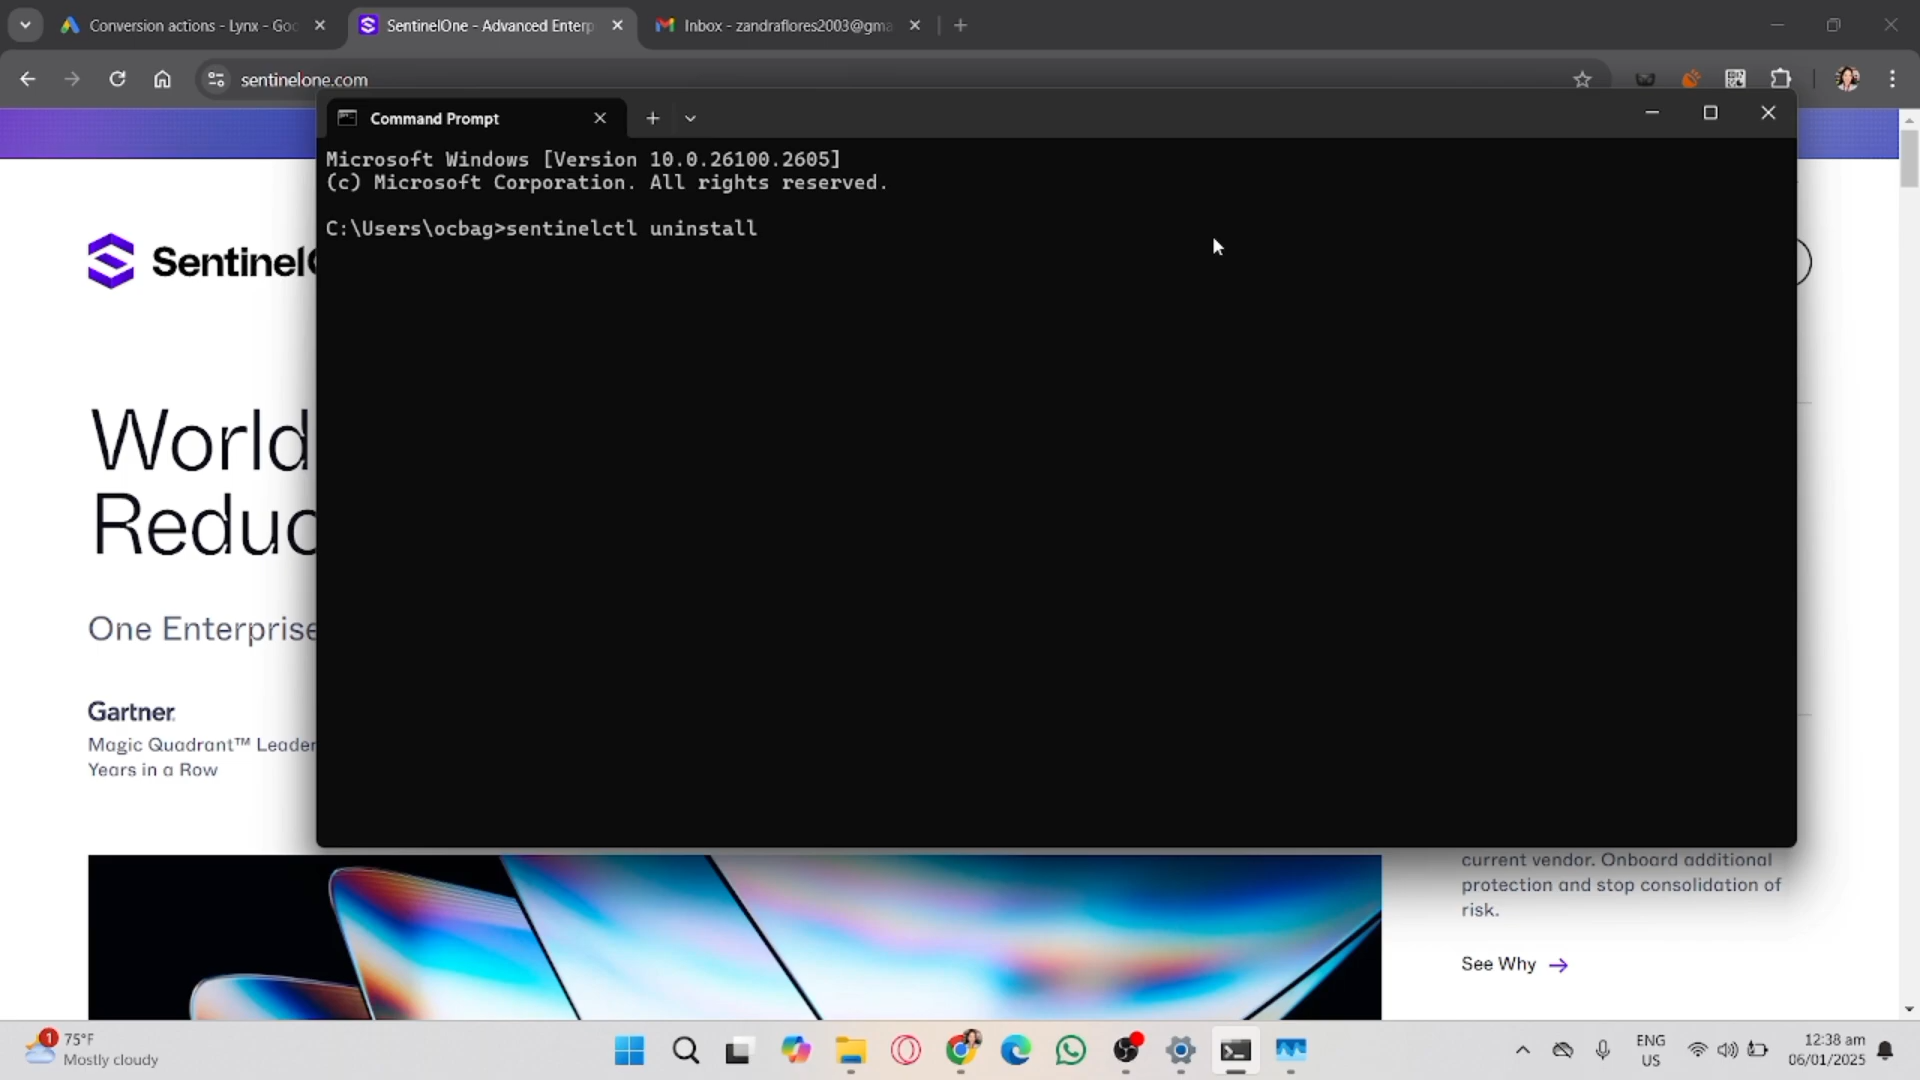 Conversion actions - Lynx - Goo
SentinelOne - Advanced Enterp
Inbox - zandraflores2003@gma
sentinelone.com
Command Prompt
Microsoft Windows [Version 10.0.26100.2605]
(c) Microsoft Corporation. All rights reserved.
C:\Users\ocbag>sentinelctl uninstall
Sentinel
World
Reduc
One Enterprise
Gartner
Magic Quadrant™ Leader
Years in a Row
current vendor. Onboard additional
protection and stop consolidation of
risk.
See Why →
1
75°F
Mostly cloudy
ENG
US
12:38 am
06/01/2025